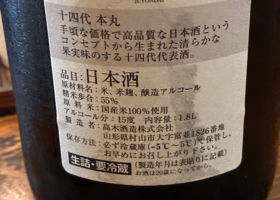 十四代 本丸
手頃な価格で高品質な日本酒という
コンセプトから生まれた清らかな
果実味のする十四代代表酒。
品目:日本酒
原材料名:米、米麹、醸造アルコール
精米歩合:55%
原料米:国産米100%使用
アルコール分:15度 内容量:1.8L
製造者:高木酒造株式会社
山形県村山市大字富並1826番地
保存方法:必ず冷蔵庫(−5℃~5℃)で保管し、
お早めにお召し上がり下さい。
生詰・要冷蔵
(製造年月は表貼りに記載)
お酒は20歳になってから。